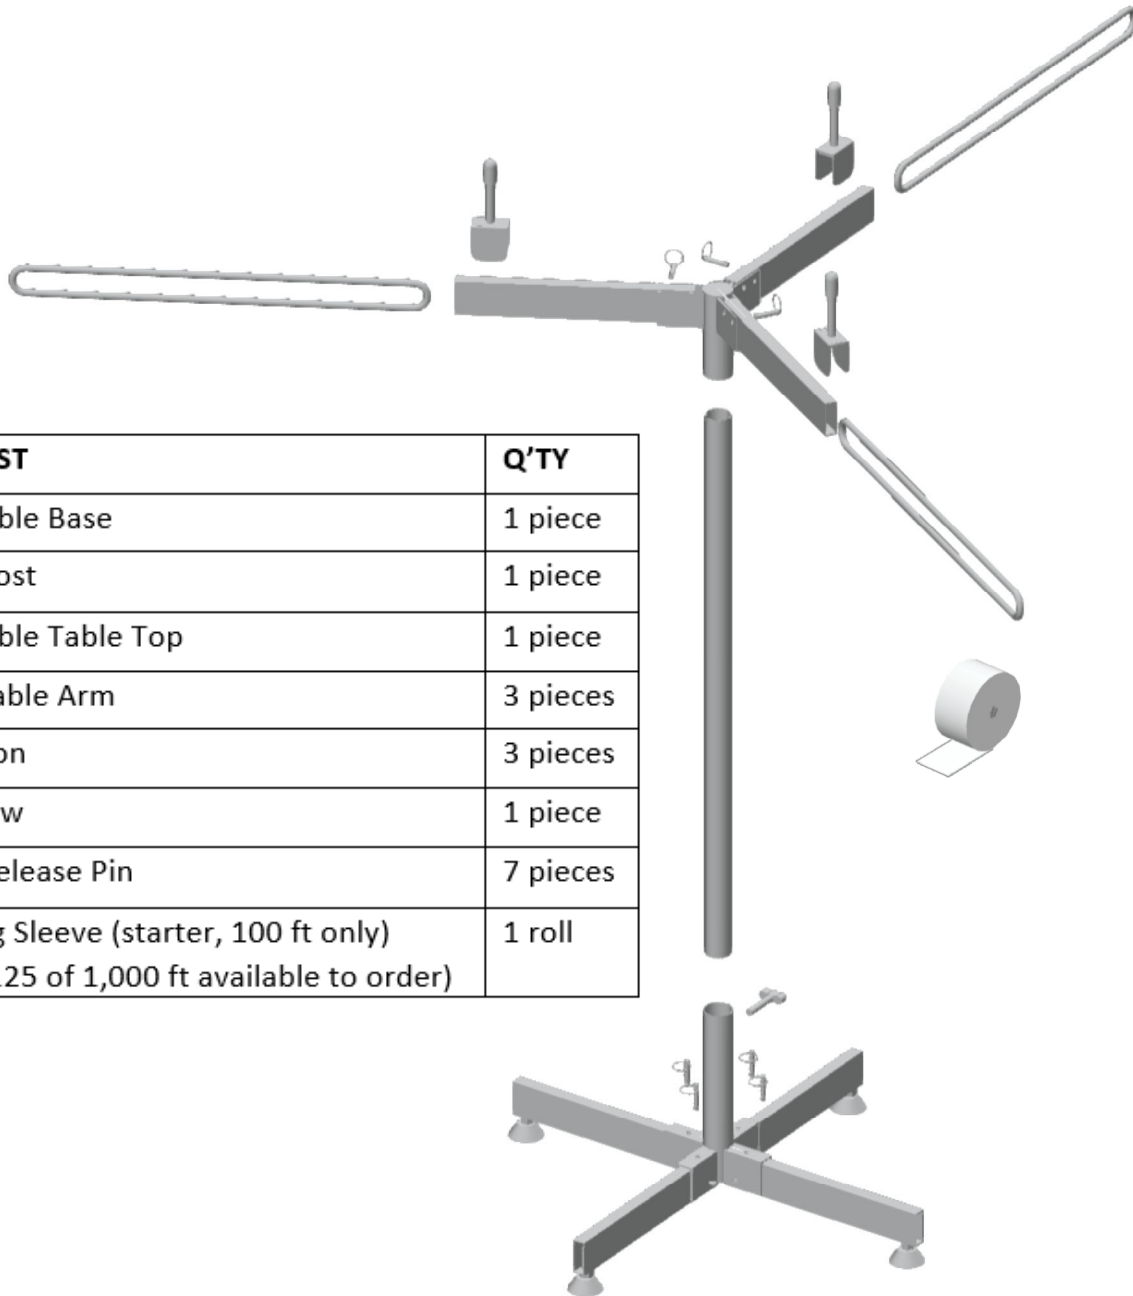 ST Q'TY
ble Base 1 piece
ost 1 piece
ble Table Top 1 piece
able Arm 3 pieces
on 3 pieces
w 1 piece
elease Pin 7 pieces
g Sleeve (starter, 100 ft only) 1 roll
125 of 1,000 ft available to order)